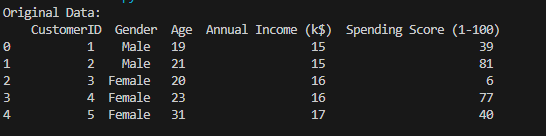 Original Data:
CustomerID Gender Age Annual Income (k$) Spending Score (1-100)
0 1 Male 19 15 39
1 2 Male 21 15 81
2 3 Female 20 16 6
3 4 Female 23 16 77
4 5 Female 31 17 40